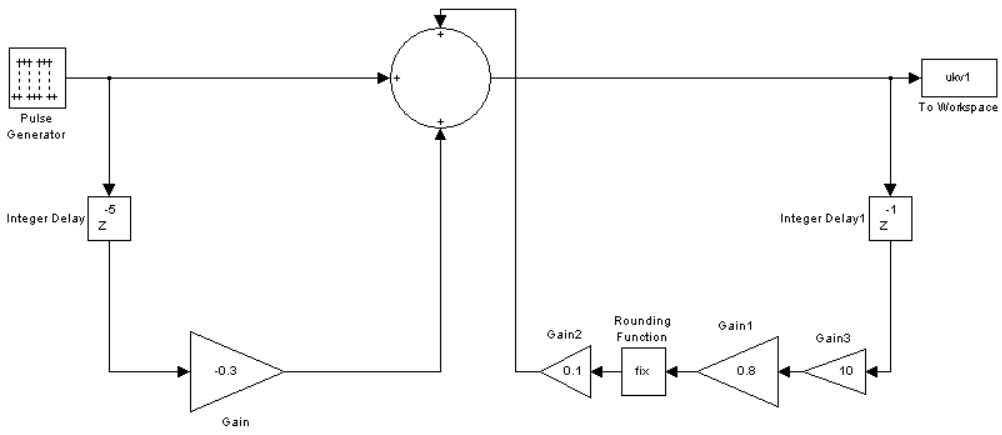 +
+
+
ukv1
Pulse
Generator
To Workspace
-5
Z
Integer Delay
-1
Z
Integer Delay1
-0.3
Gain
Gain2
0.1
Rounding
Function
fix
Gain1
0.8
Gain3
10